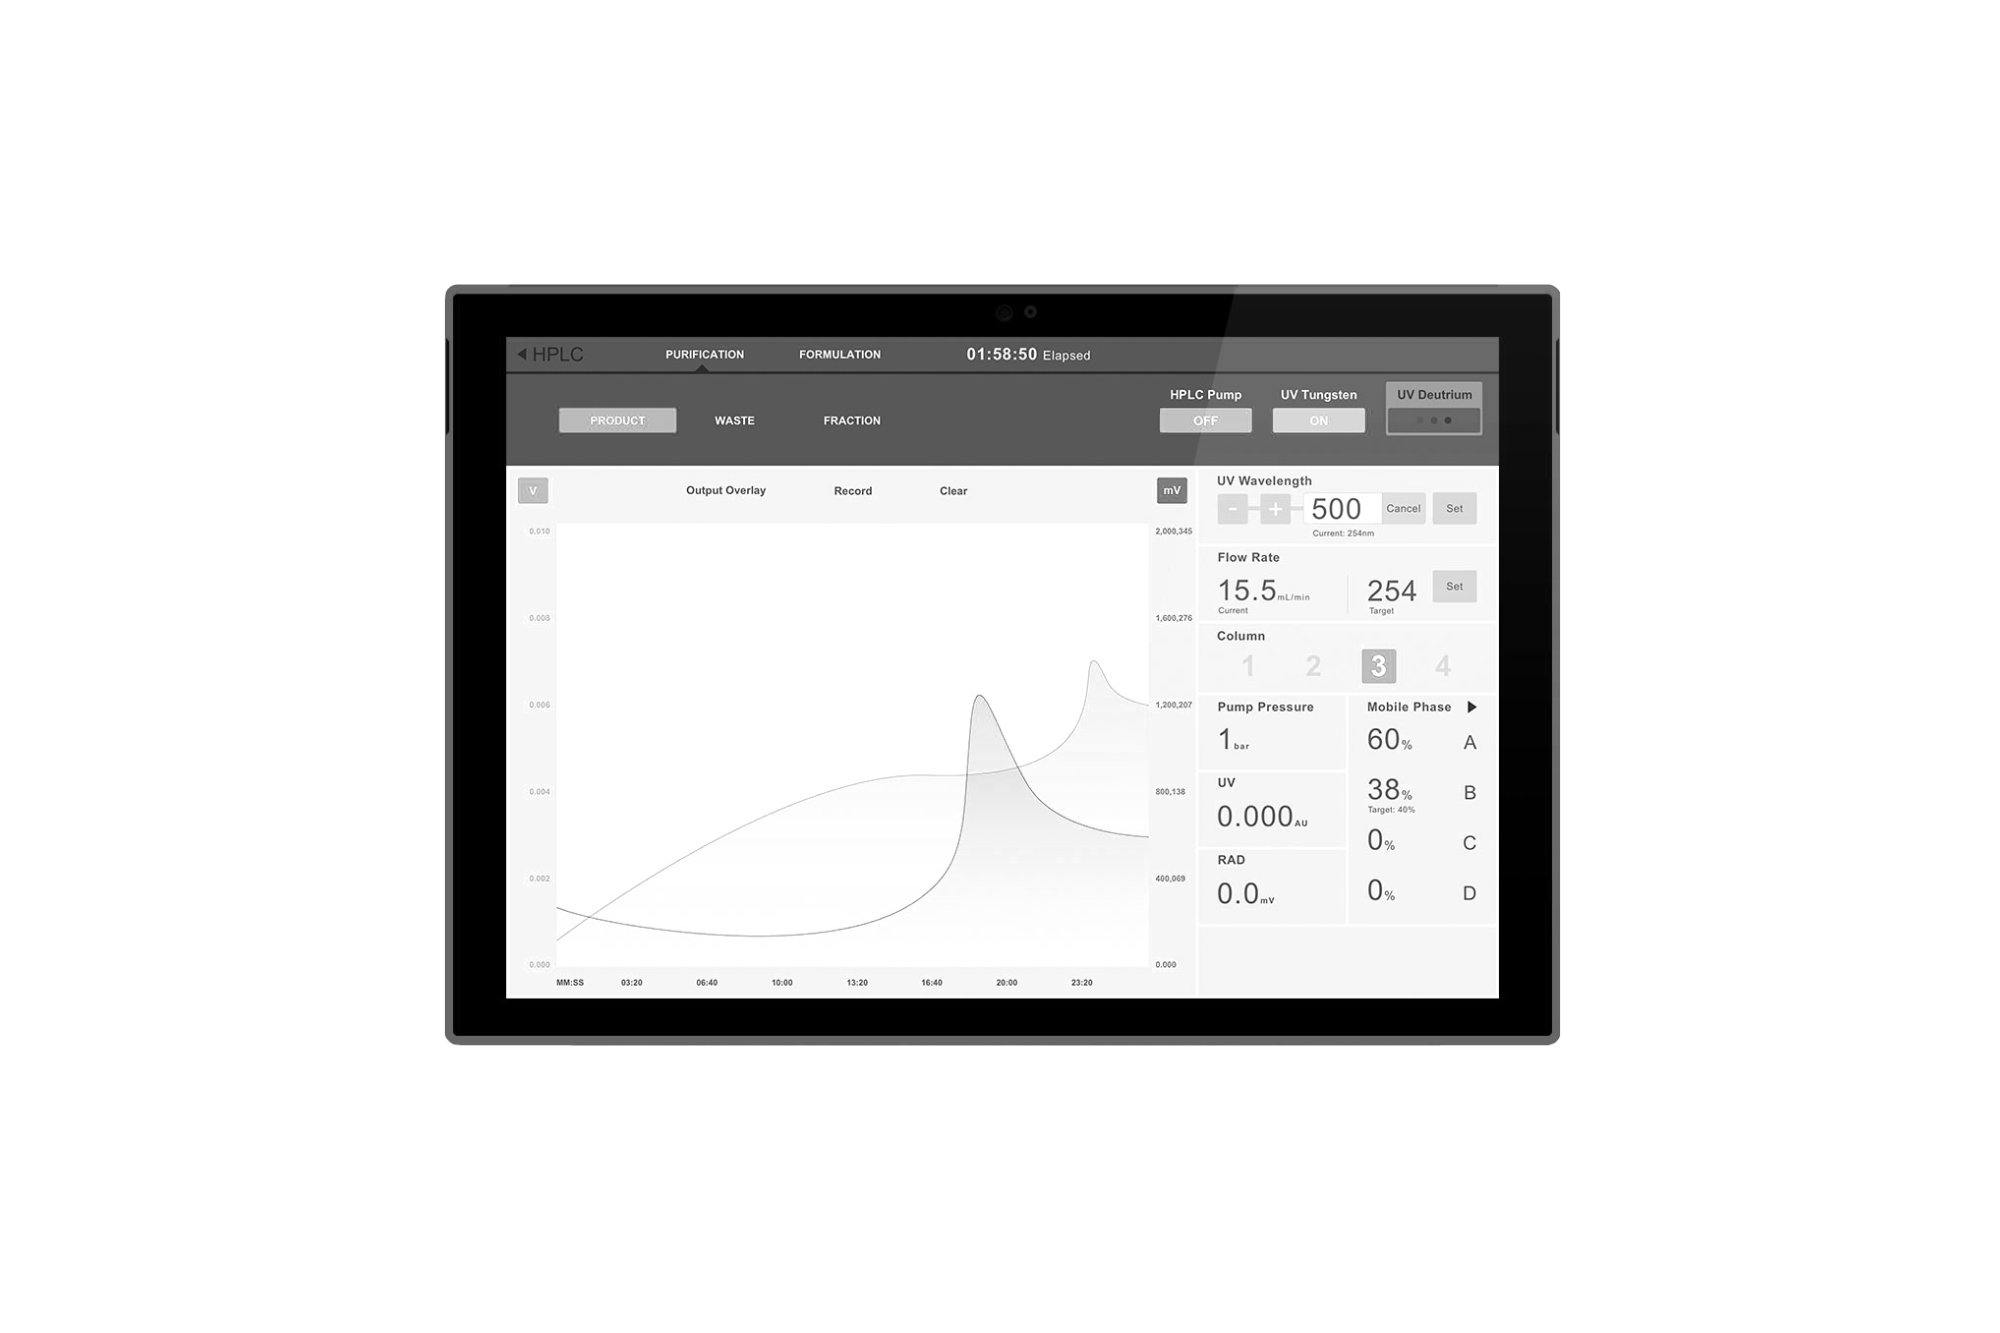 HPLC PURIFICATION FORMULATION 01:58:50 Elapsed
HPLC Pump UV Tungsten UV Deutrium
PRODUCT WASTE FRACTION OFF ON
V Output Overlay Record Clear mV
0.010
0.008
0.006
0.004
0.002
0.000
2,000,345
1,600,276
1,200,207
800,138
400,069
0.000
MM:SS 03:20 06:40 10:00 13:20 16:40 20:00 23:20
UV Wavelength
- + 500 Cancel Set
Current: 254nm
Flow Rate
15.5 mL/min 254 Set
Current Target
Column
1 2 3 4
Pump Pressure
1 bar
UV
0.000 AU
RAD
0.0 mV
Mobile Phase
60% A
38% B
Target: 40%
0% C
0% D